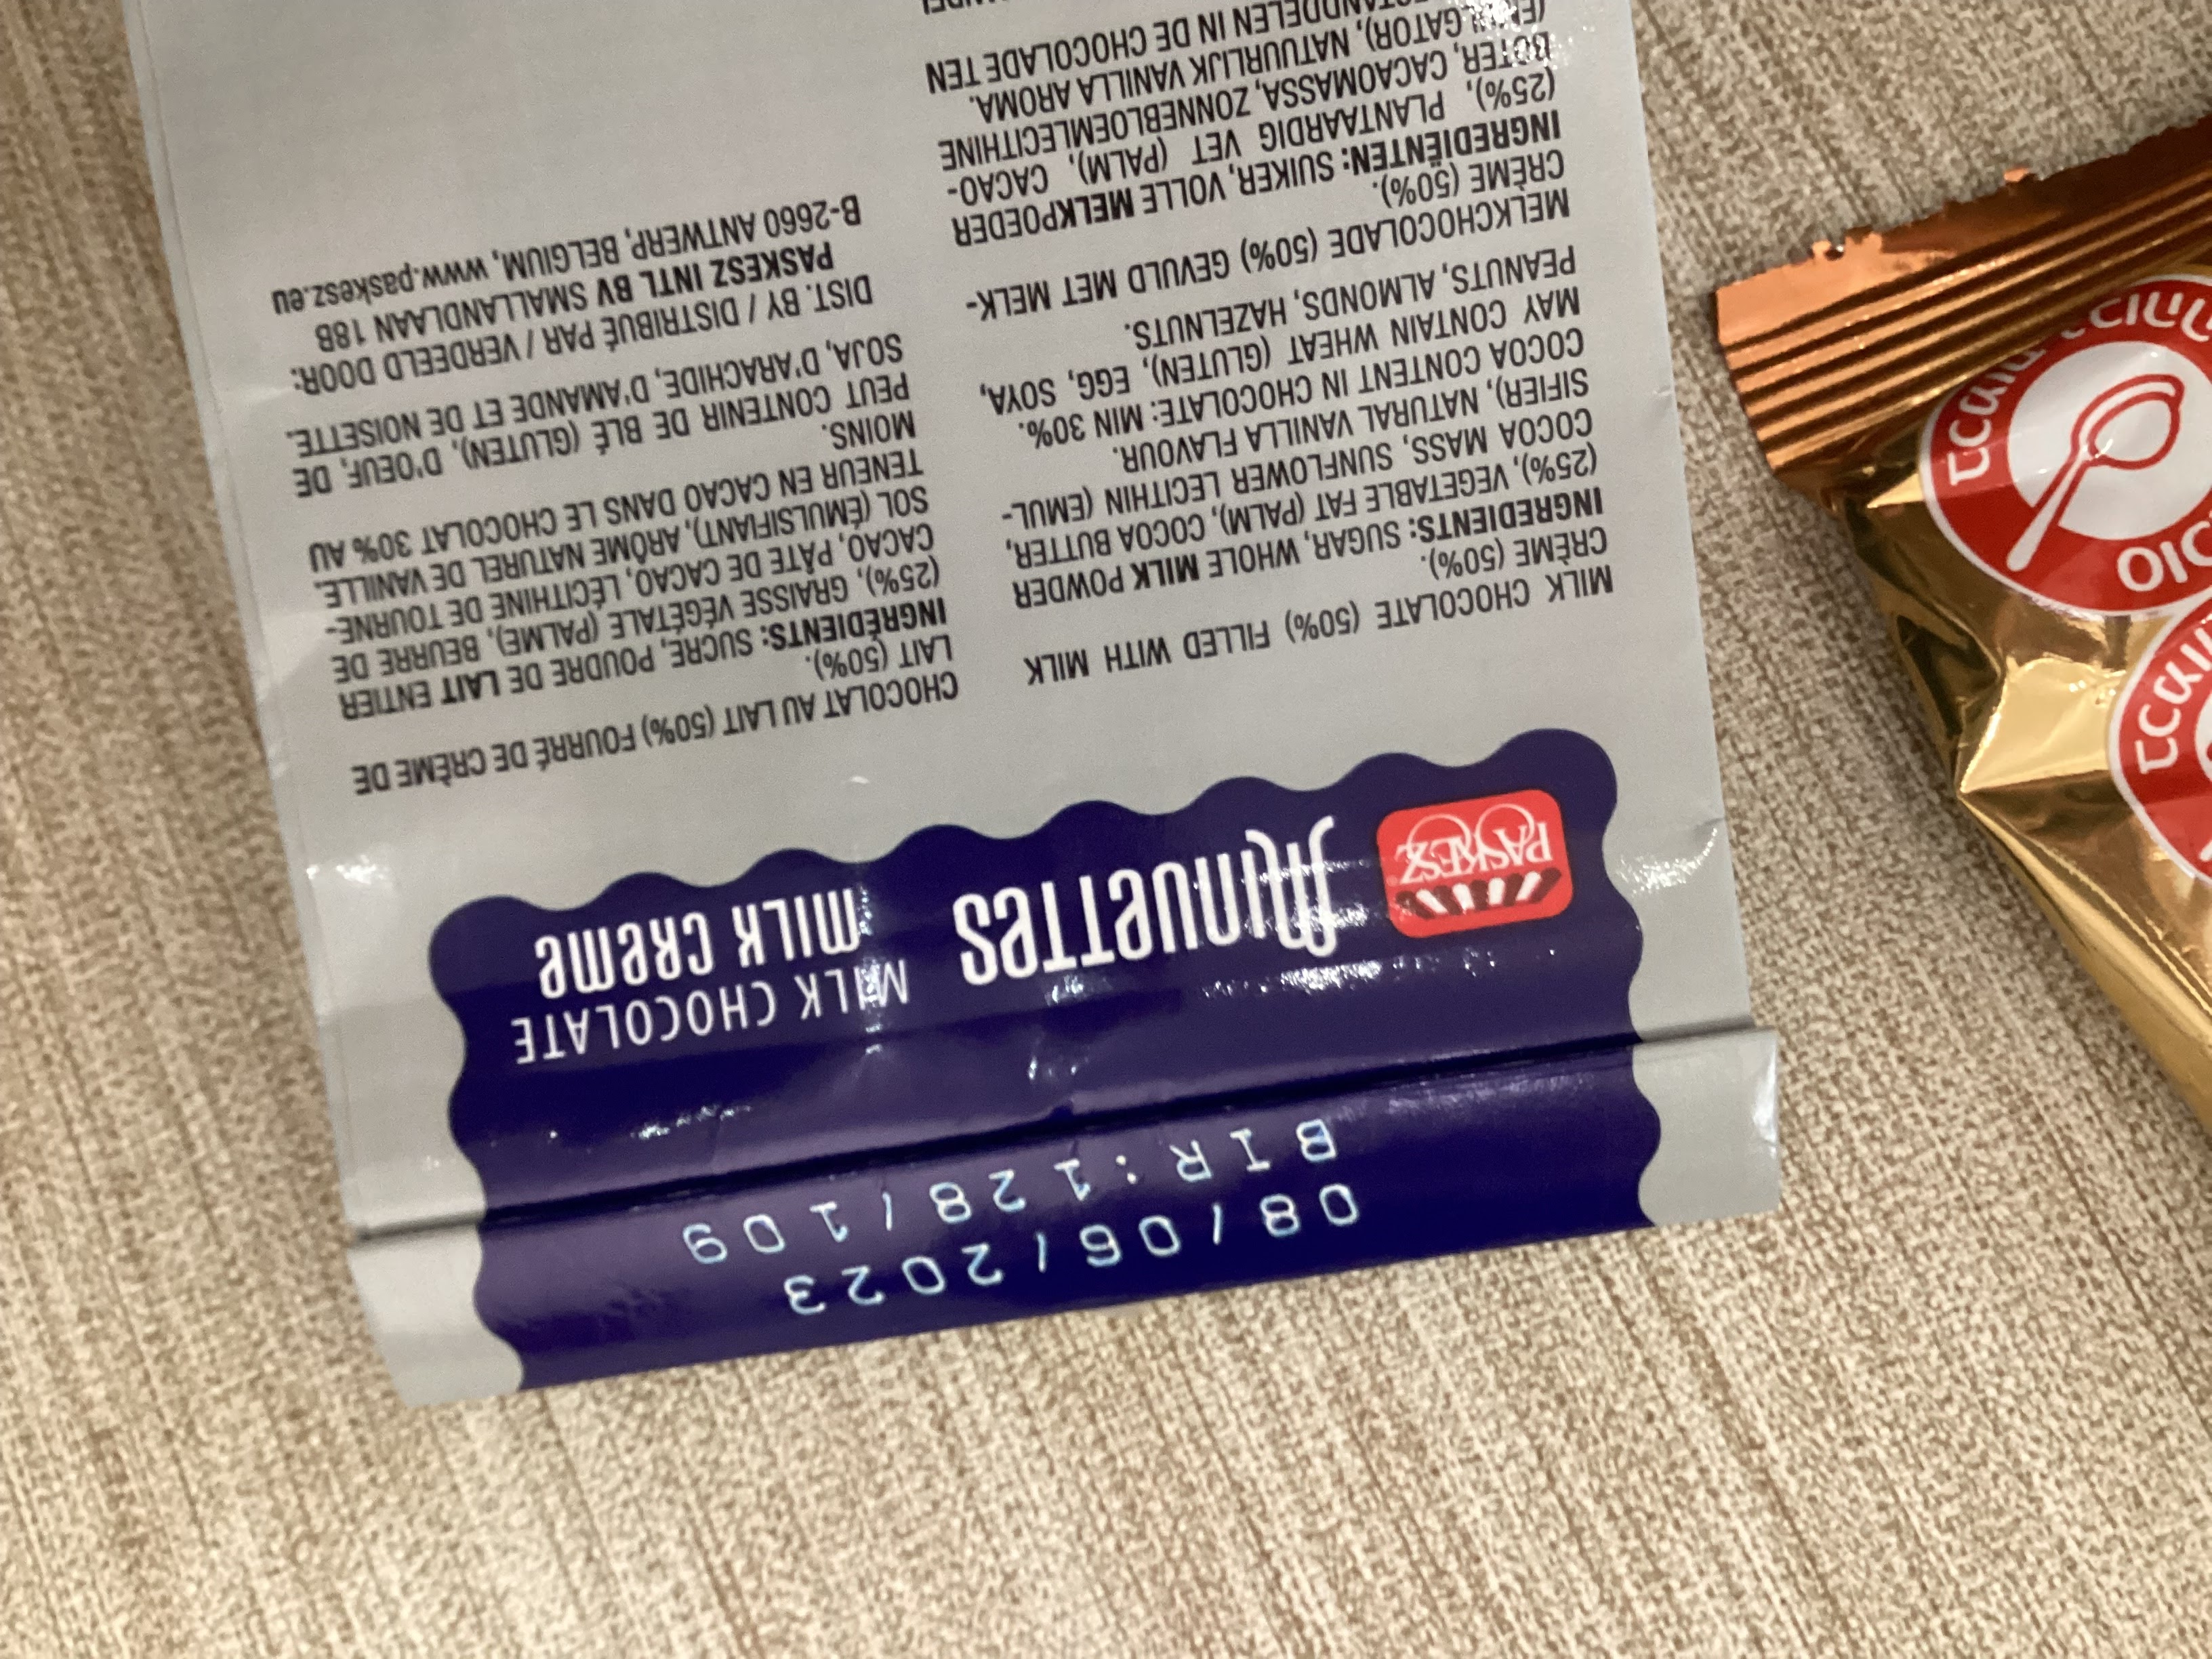 08/06/2023
BIR:128/109
PASKESZ
Minuettes
MILK CHOCOLATE
MILK CREME
MILK CHOCOLATE (50%) FILLED WITH MILK
CRÈME (50%).
INGREDIENTS: SUGAR, WHOLE MILK POWDER
(25%), VEGETABLE FAT (PALM), COCOA BUTTER,
COCOA MASS, SUNFLOWER LECITHIN (EMUL-
SIFIER), NATURAL VANILLA FLAVOUR.
COCOA CONTENT IN CHOCOLATE: MIN 30%.
MAY CONTAIN WHEAT (GLUTEN), EGG, SOYA,
PEANUTS, ALMONDS, HAZELNUTS.
MELKCHOCOLADE (50%) GEVULD MET MELK-
CRÈME (50%).
INGREDIËNTEN: SUIKER, VOLLE MELKPOEDER
(25%), PLANTAARDIG VET (PALM), CACAO-
BOTER, CACAOMASSA, ZONNEBLOEMLECITHINE
(EMULGATOR), NATUURLIJK VANILLA AROMA.
IN DE CHOCOLADE TEN
CHOCOLAT AU LAIT (50%) FOURRÉ DE CRÈME DE
LAIT (50%).
INGRÉDIENTS: SUCRE, POUDRE DE LAIT ENTIER
(25%), GRAISSE VÉGÉTALE (PALME), BEURRE DE
CACAO, PÂTE DE CACAO, LÉCITHINE DE TOURNE-
SOL (ÉMULSIFIANT), ARÔME NATUREL DE VANILLE.
TENEUR EN CACAO DANS LE CHOCOLAT 30% AU
MOINS.
PEUT CONTENIR DE BLÉ (GLUTEN), D'OEUF, DE
SOJA, D'ARACHIDE, D'AMANDE ET DE NOISETTE.
DIST. BY / DISTRIBUÉ PAR / VERDEELD DOOR:
PASKESZ INTL BV SMALLANDLAAN 18B
B-2660 ANTWERP, BELGIUM, www.paskesz.eu